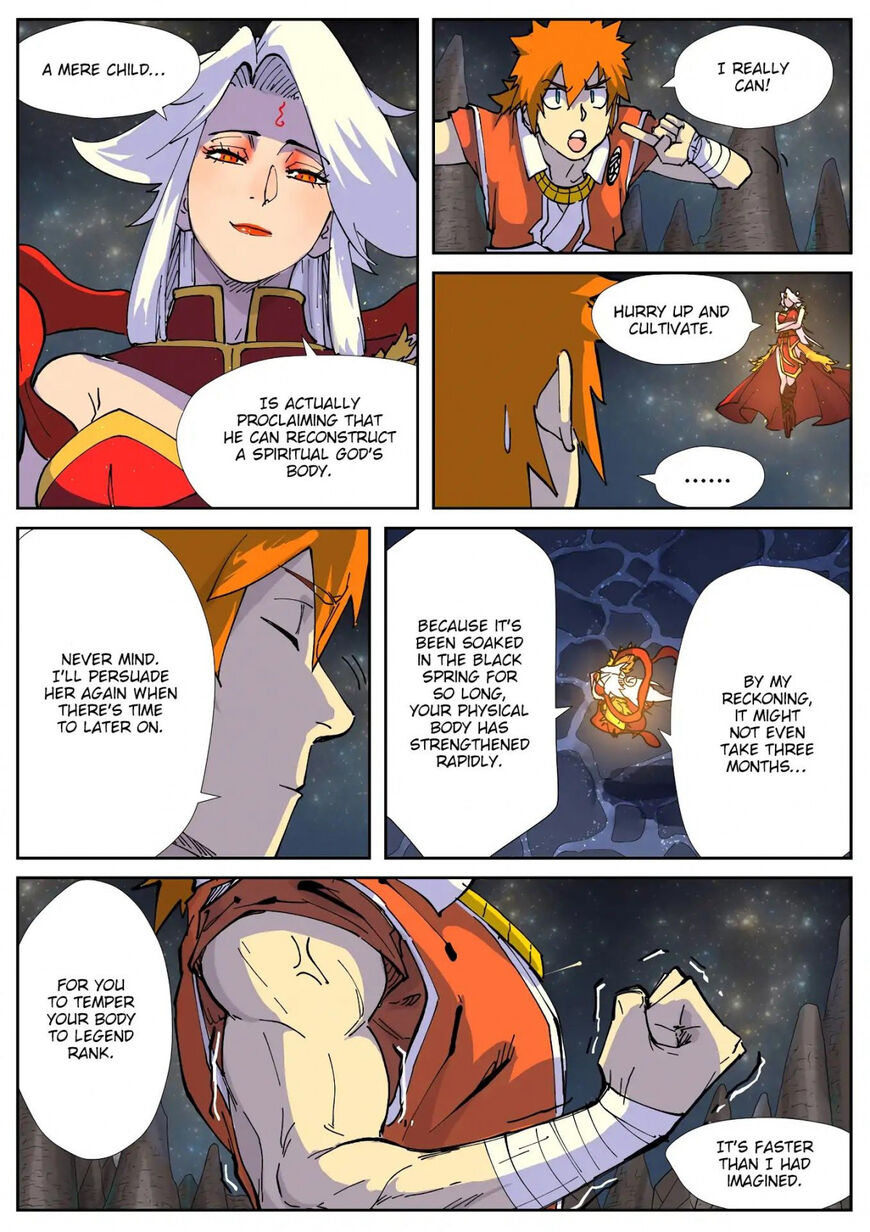 A MERE CHILD...
IS ACTUALLY
PROCLAIMING THAT
HE CAN RECONSTRUCT
A SPIRITUAL GOD'S
BODY.
I REALLY
CAN!
HURRY UP AND
CULTIVATE.
......
NEVER MIND.
I'LL PERSUADE
HER AGAIN WHEN
THERE'S TIME
TO LATER ON.
BECAUSE IT'S
BEEN SOAKED
IN THE BLACK
SPRING FOR
SO LONG,
YOUR PHYSICAL
BODY HAS
STRENGTHENED
RAPIDLY.
BY MY
RECKONING,
IT MIGHT
NOT EVEN
TAKE THREE
MONTHS...
FOR YOU
TO TEMPER
YOUR BODY
TO LEGEND
RANK.
IT'S FASTER
THAN I HAD
IMAGINED.